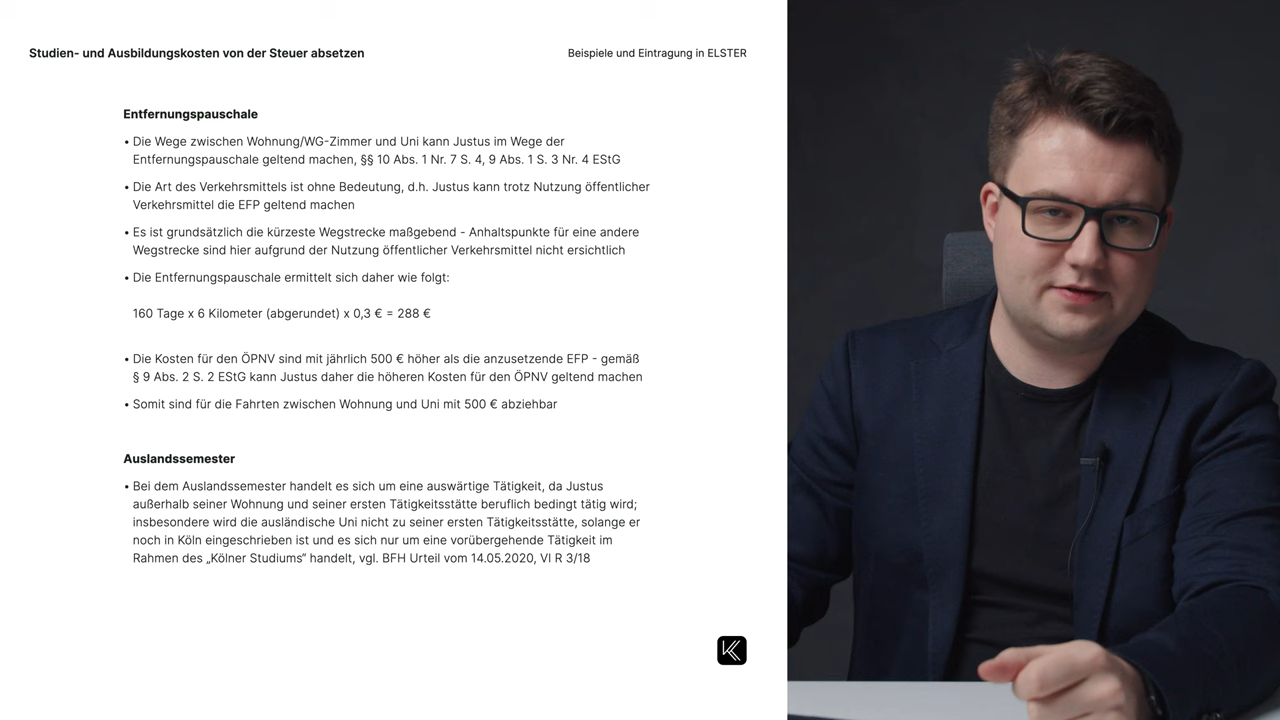 Studien- und Ausbildungskosten von der Steuer absetzen
Beispiele und Eintragung in ELSTER
Entfernungspauschale
• Die Wege zwischen Wohnung/WG-Zimmer und Uni kann Justus im Wege der
Entfernungspauschale geltend machen, §§ 10 Abs. 1 Nr. 7 S. 4, 9 Abs. 1 S. 3 Nr. 4 EStG
• Die Art des Verkehrsmittels ist ohne Bedeutung, d.h. Justus kann trotz Nutzung öffentlicher
Verkehrsmittel die EFP geltend machen
• Es ist grundsätzlich die kürzeste Wegstrecke maßgebend - Anhaltspunkte für eine andere
Wegstrecke sind hier aufgrund der Nutzung öffentlicher Verkehrsmittel nicht ersichtlich
• Die Entfernungspauschale ermittelt sich daher wie folgt:
160 Tage x 6 Kilometer (abgerundet) x 0,3 € = 288 €
• Die Kosten für den ÖPNV sind mit jährlich 500 € höher als die anzusetzende EFP - gemäß
§ 9 Abs. 2 S. 2 EStG kann Justus daher die höheren Kosten für den ÖPNV geltend machen
• Somit sind für die Fahrten zwischen Wohnung und Uni mit 500 € abziehbar
Auslandssemester
• Bei dem Auslandssemester handelt es sich um eine auswärtige Tätigkeit, da Justus
außerhalb seiner Wohnung und seiner ersten Tätigkeitsstätte beruflich bedingt tätig wird;
insbesondere wird die ausländische Uni nicht zu seiner ersten Tätigkeitsstätte, solange er
noch in Köln eingeschrieben ist und es sich nur um eine vorübergehende Tätigkeit im
Rahmen des „Kölner Studiums“ handelt, vgl. BFH Urteil vom 14.05.2020, VI R 3/18